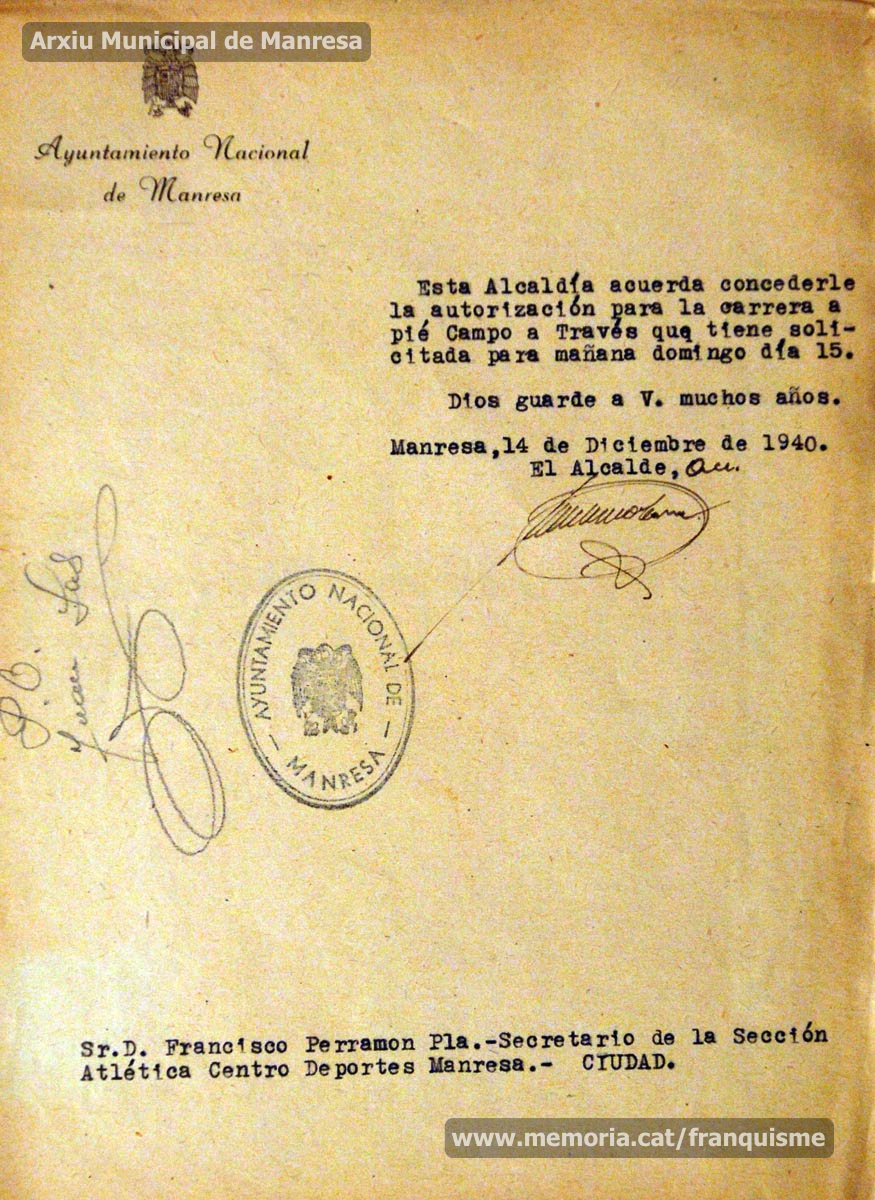 Arxiu Municipal de Manresa
Ayuntamiento Nacional
de Manresa
Esta Alcaldía acuerda concederle
la autorización para la carrera a
pié Campo a Través que tiene soli-
citada para mañana domingo día 15.
Dios guarde a V. muchos años.
Manresa,14 de Diciembre de 1940.
El Alcalde,
AYUNTAMIENTO NACIONAL DE
— MANRESA —
Sr.D. Francisco Perramon Pla.-Secretario de la Sección
Atlética Centro Deportes Manresa.- CIUDAD.
www.memoria.cat/franquisme